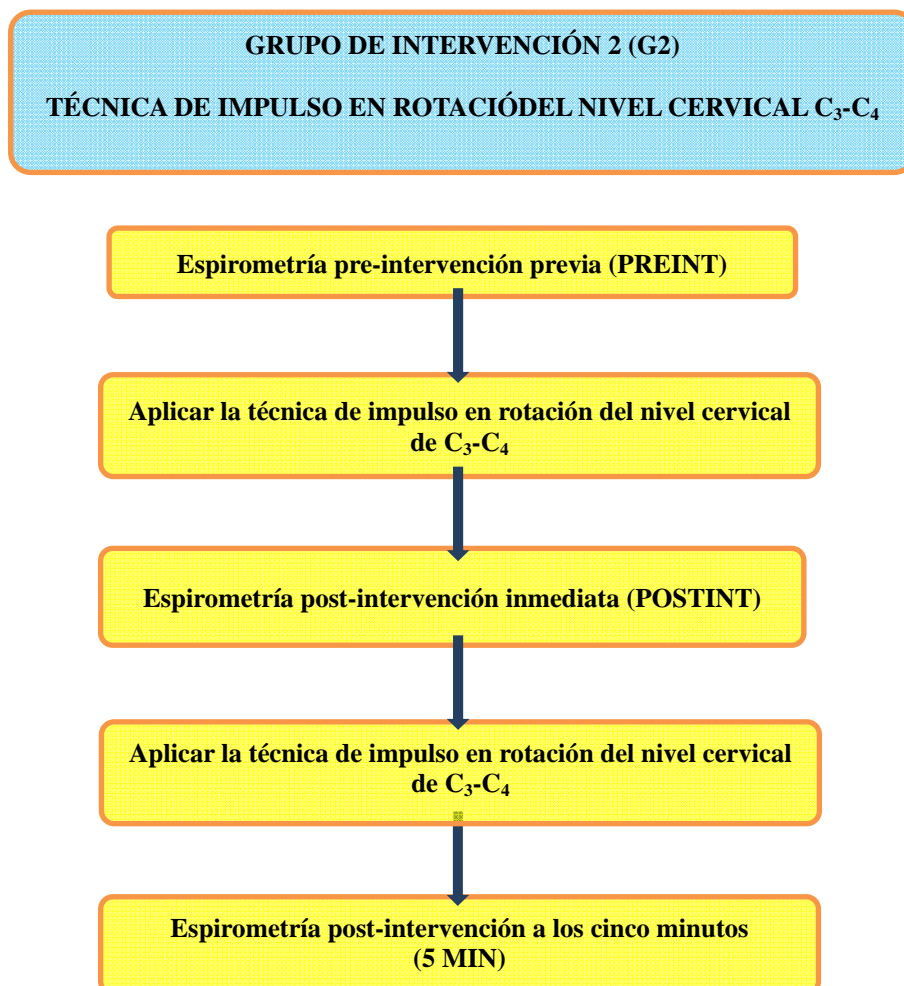 GRUPO DE INTERVENCIÓN 2 (G2)
TÉCNICA DE IMPULSO EN ROTACIÓDEL NIVEL CERVICAL C₃-C₄
Espirometría pre-intervención previa (PREINT)
Aplicar la técnica de impulso en rotación del nivel cervical
de C₃-C₄
Espirometría post-intervención inmediata (POSTINT)
Aplicar la técnica de impulso en rotación del nivel cervical
de C₃-C₄
Espirometría post-intervención a los cinco minutos
(5 MIN)